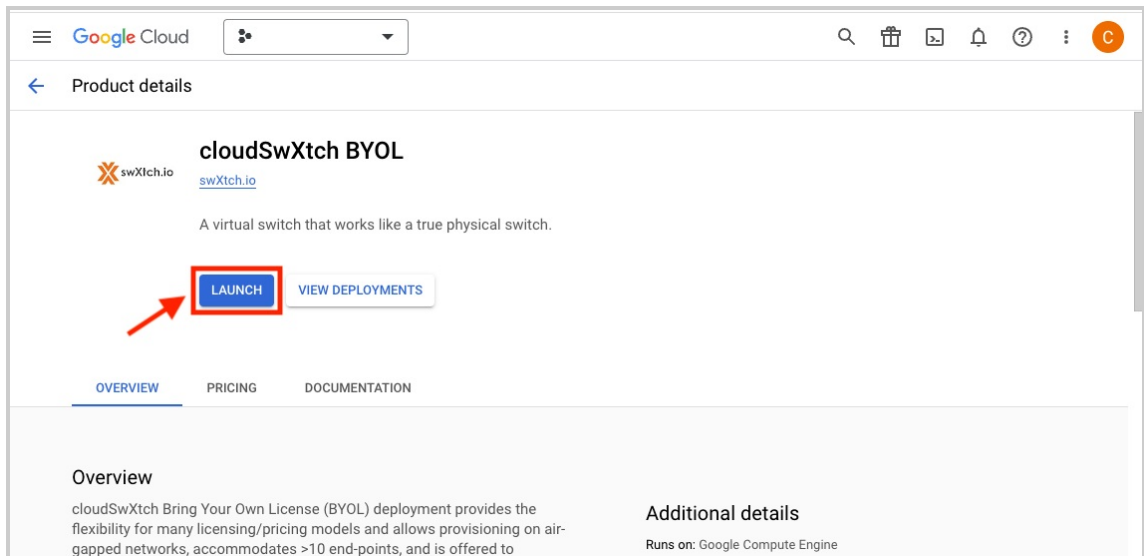 Google Cloud
C
Product details
cloudSwXtch BYOL
swXtch.io
swXtch.io
A virtual switch that works like a true physical switch.
LAUNCH VIEW DEPLOYMENTS
OVERVIEW PRICING DOCUMENTATION
Overview
cloudSwXtch Bring Your Own License (BYOL) deployment provides the
flexibility for many licensing/pricing models and allows provisioning on air-
gapped networks, accommodates >10 end-points, and is offered to
Additional details
Runs on: Google Compute Engine